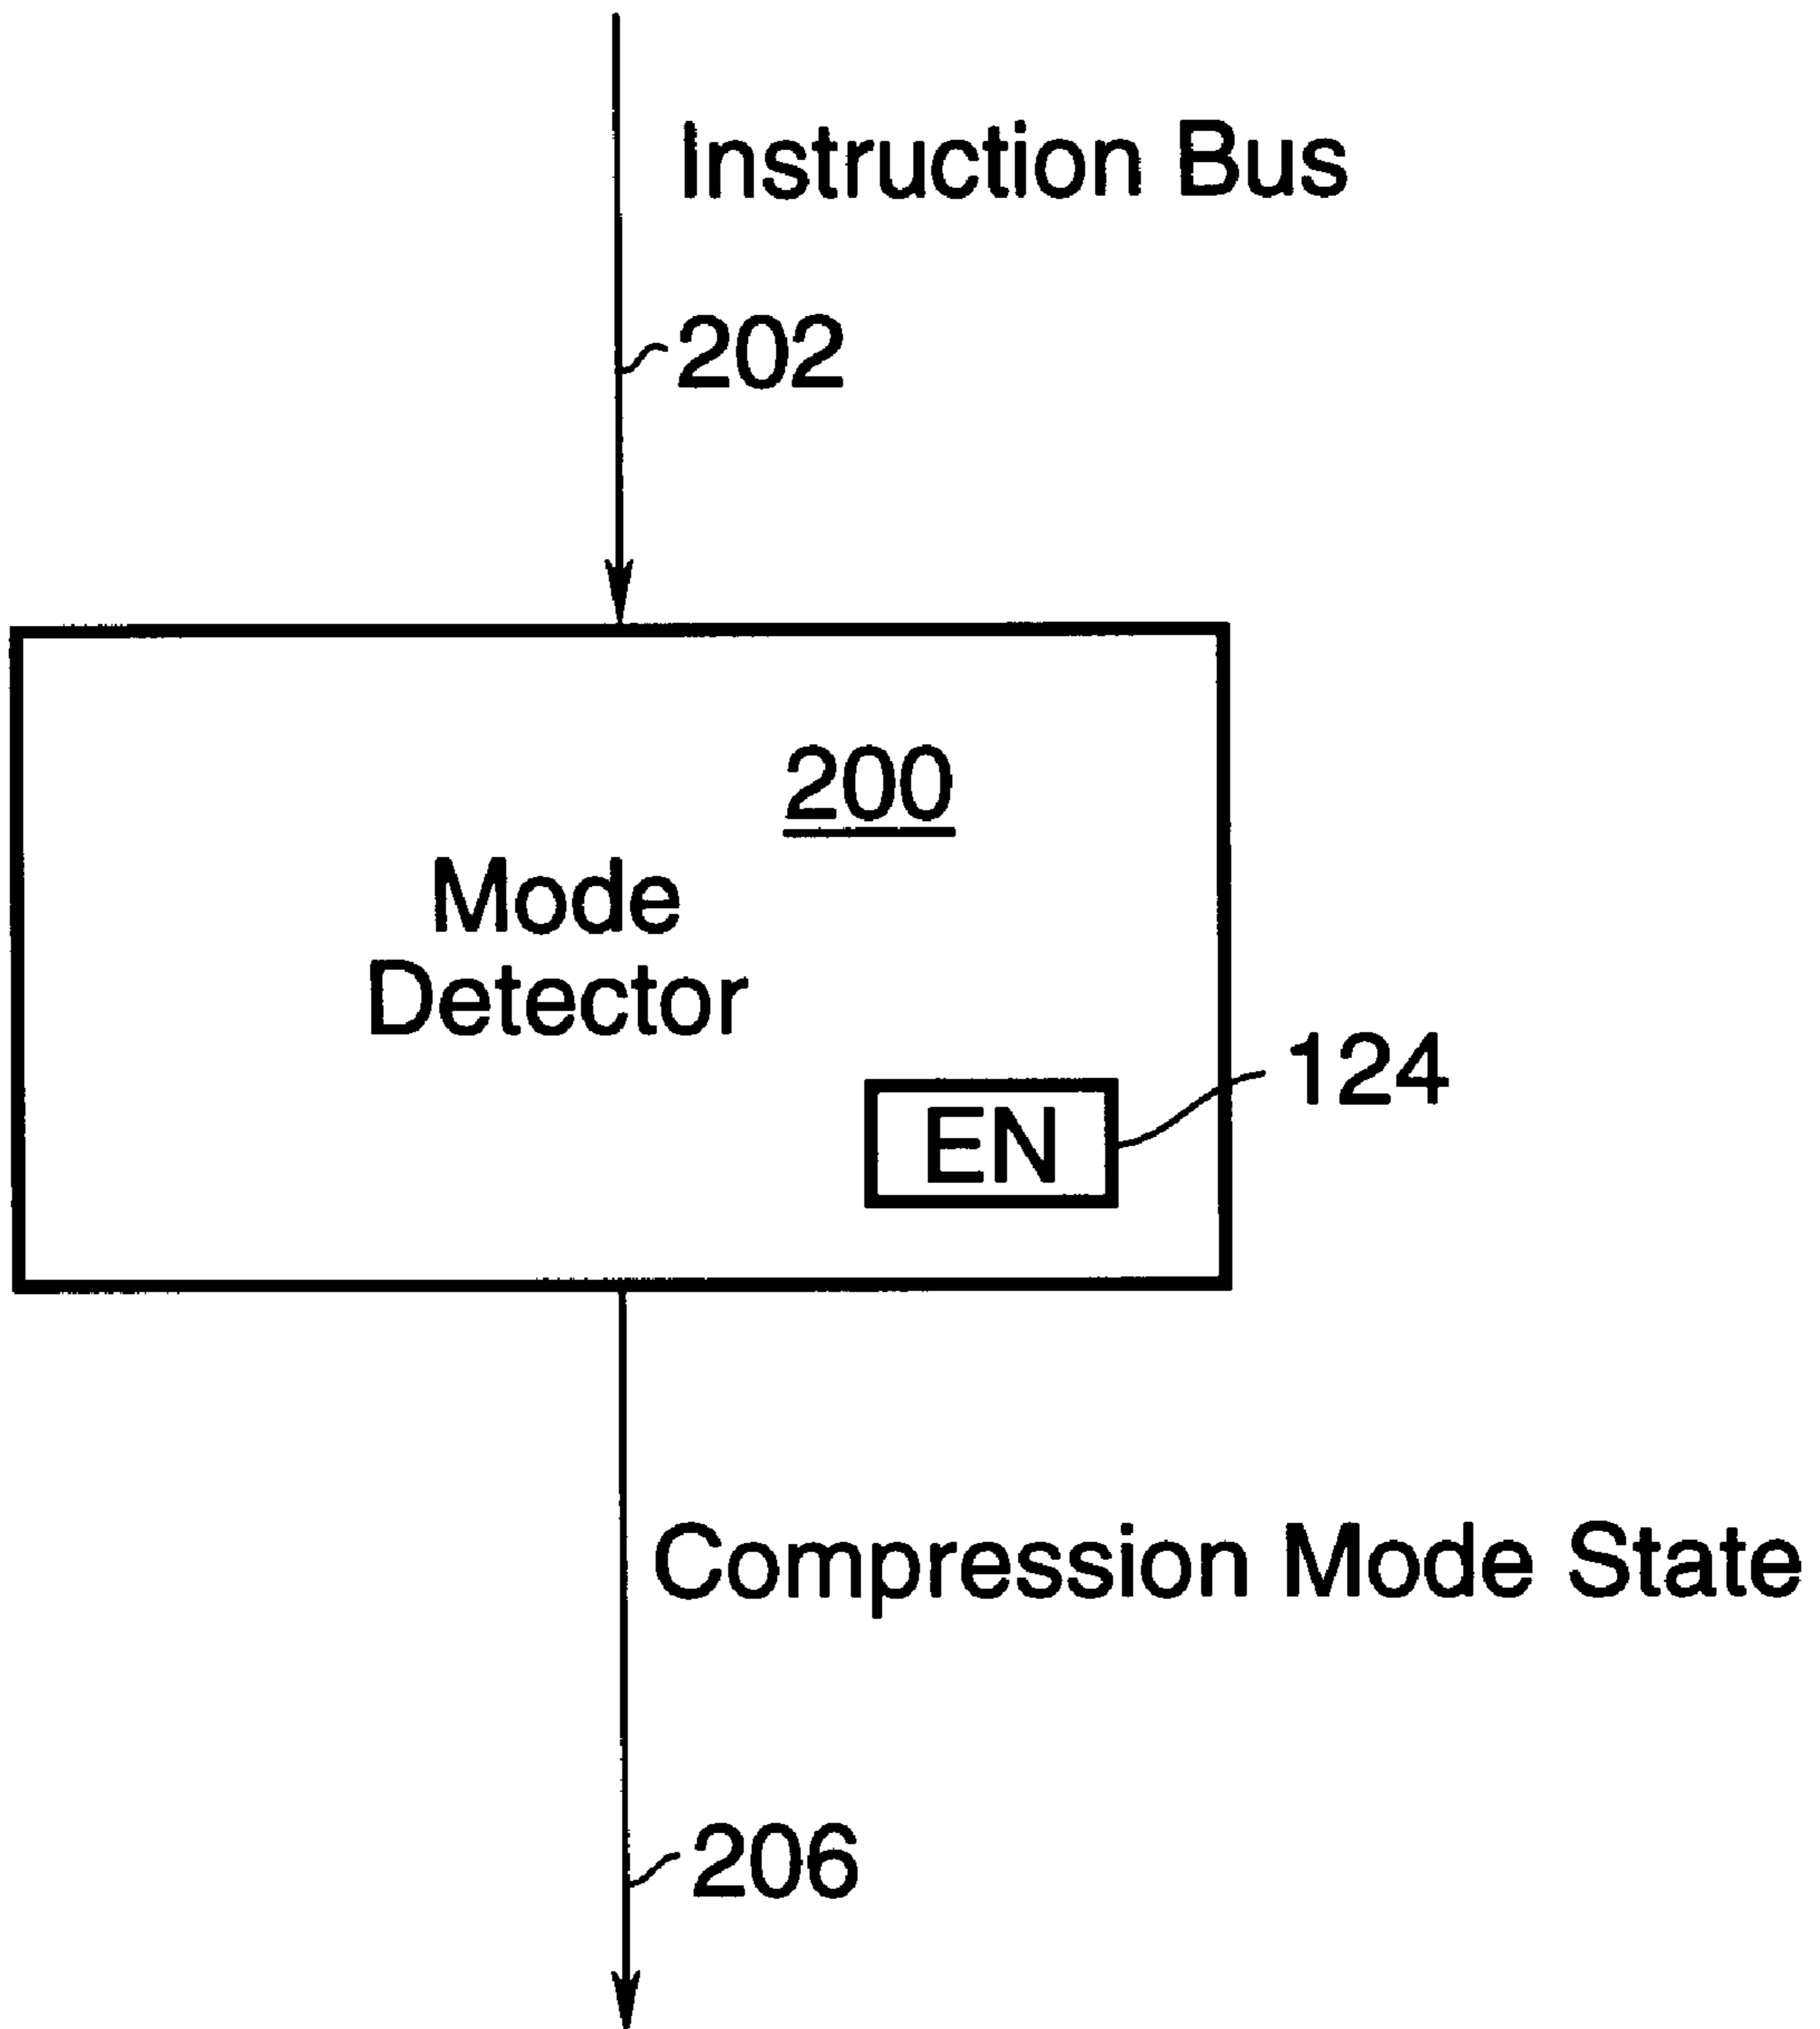 Instruction Bus
202
200
Mode
Detector
124
EN
Compression Mode State
206